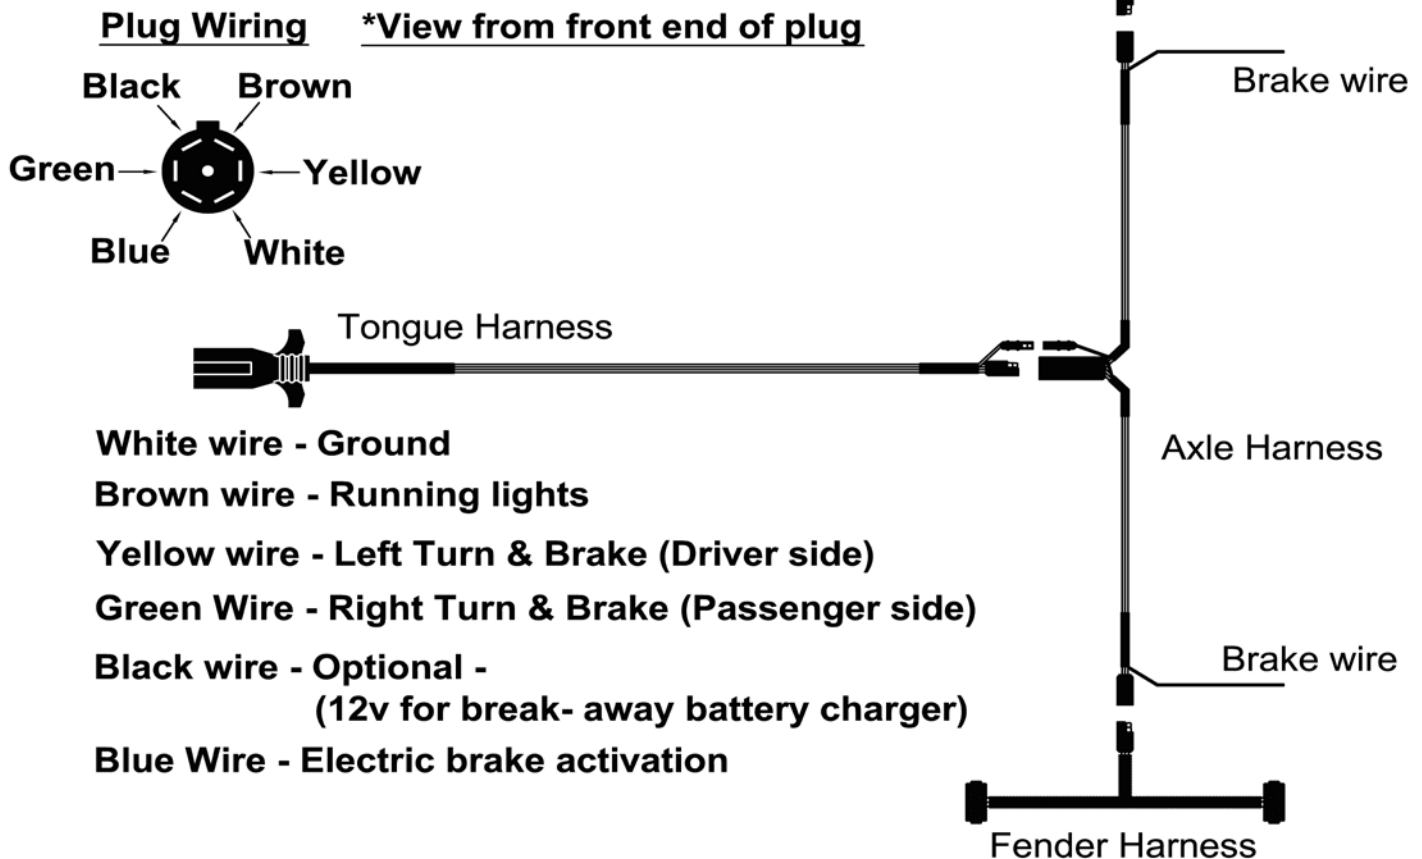 Plug Wiring
*View from front end of plug
Brake wire
Black
Brown
Green
Yellow
Blue
White
Tongue Harness
Axle Harness
White wire - Ground
Brown wire - Running lights
Yellow wire - Left Turn & Brake (Driver side)
Green Wire - Right Turn & Brake (Passenger side)
Black wire - Optional -
(12v for break- away battery charger)
Brake wire
Blue Wire - Electric brake activation
Fender Harness